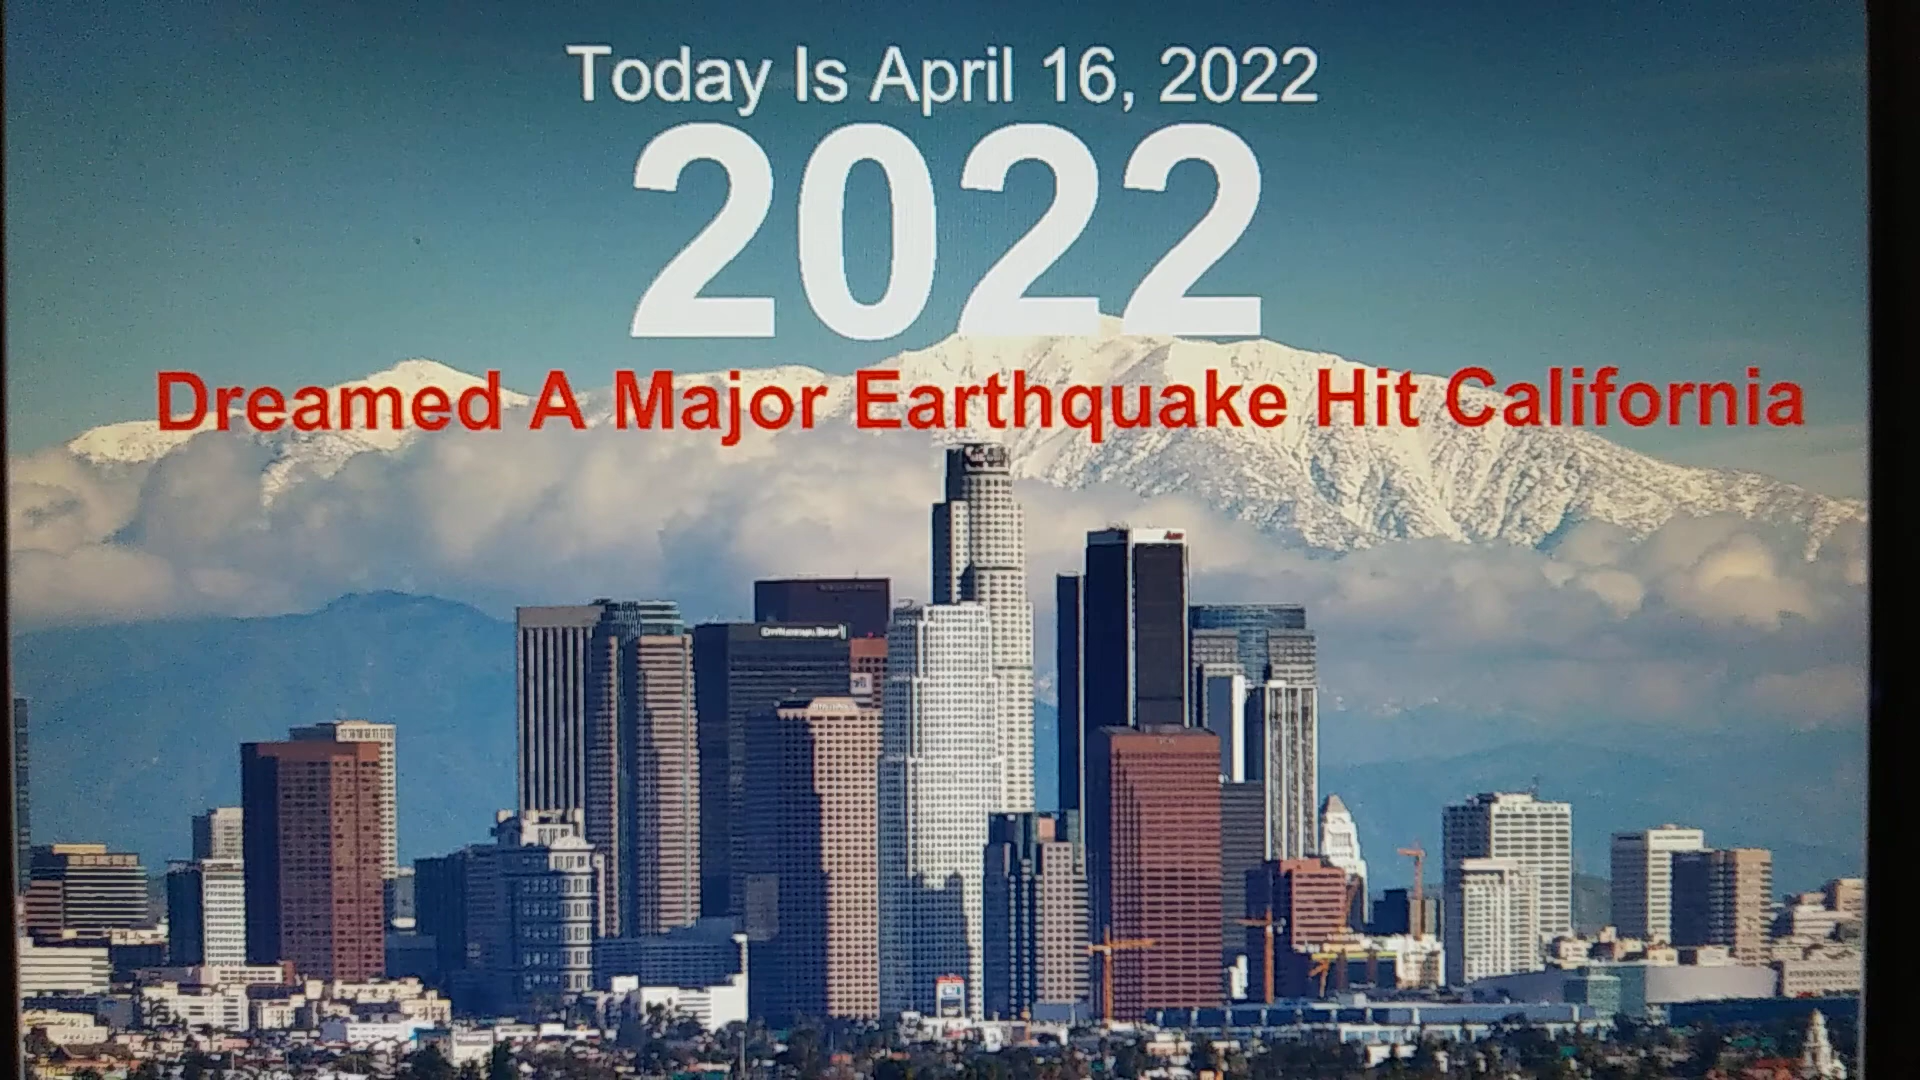 Today Is April 16, 2022
2022
Dreamed A Major Earthquake Hit California